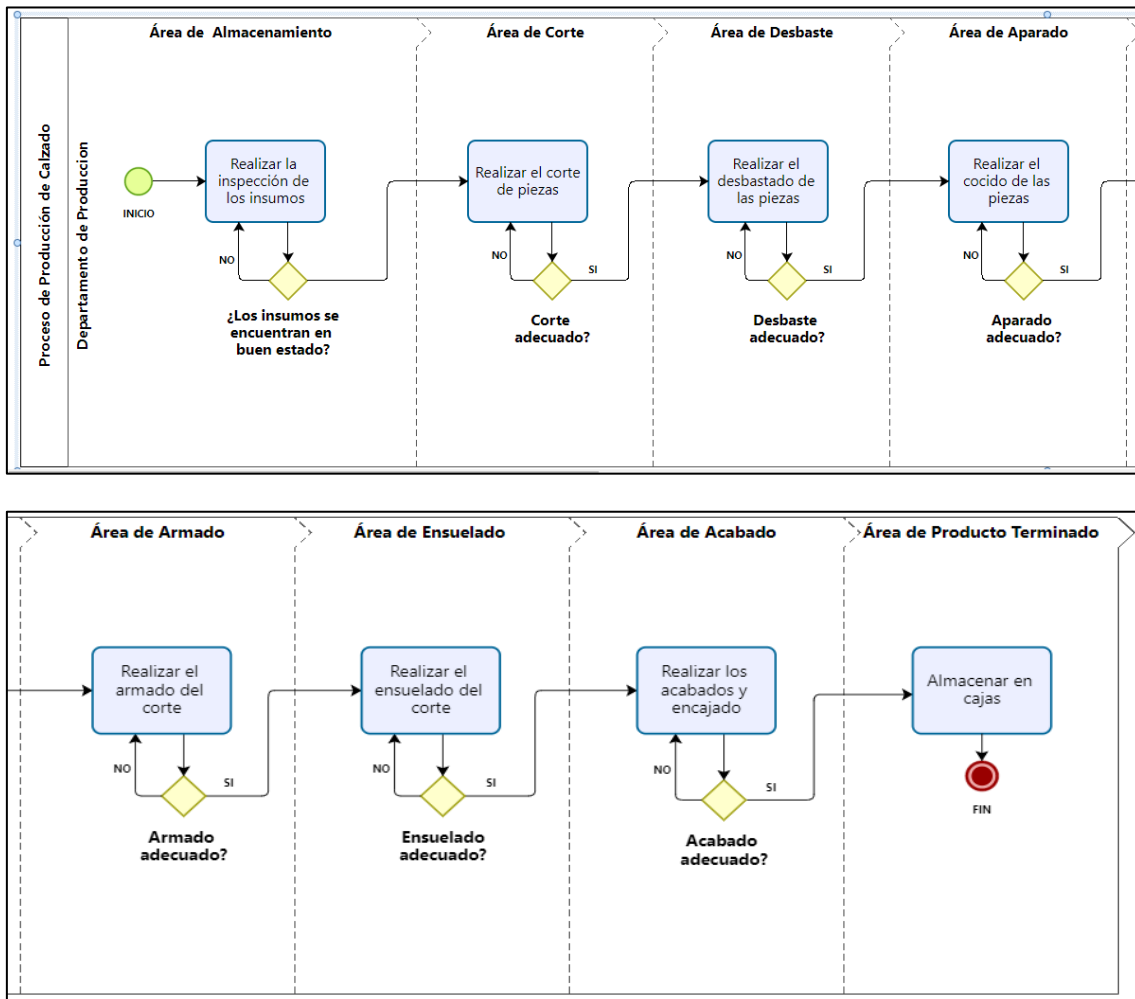 Área de Almacenamiento
Área de Corte
Área de Desbaste
Área de Aparado
Proceso de Producción de Calzado
Departamento de Produccion
INICIO
Realizar la
inspección de
los insumos
NO
¿Los insumos se
encuentran en
buen estado?
Realizar el corte
de piezas
NO
SI
Corte
adecuado?
Realizar el
desbastado de
las piezas
NO
SI
Desbaste
adecuado?
Realizar el
cocido de las
piezas
NO
SI
Aparado
adecuado?
Área de Armado
Área de Ensuelado
Área de Acabado
Área de Producto Terminado
Realizar el
armado del
corte
NO
SI
Armado
adecuado?
Realizar el
ensuelado del
corte
NO
SI
Ensuelado
adecuado?
Realizar los
acabados y
encajado
NO
SI
Acabado
adecuado?
Almacenar en
cajas
FIN